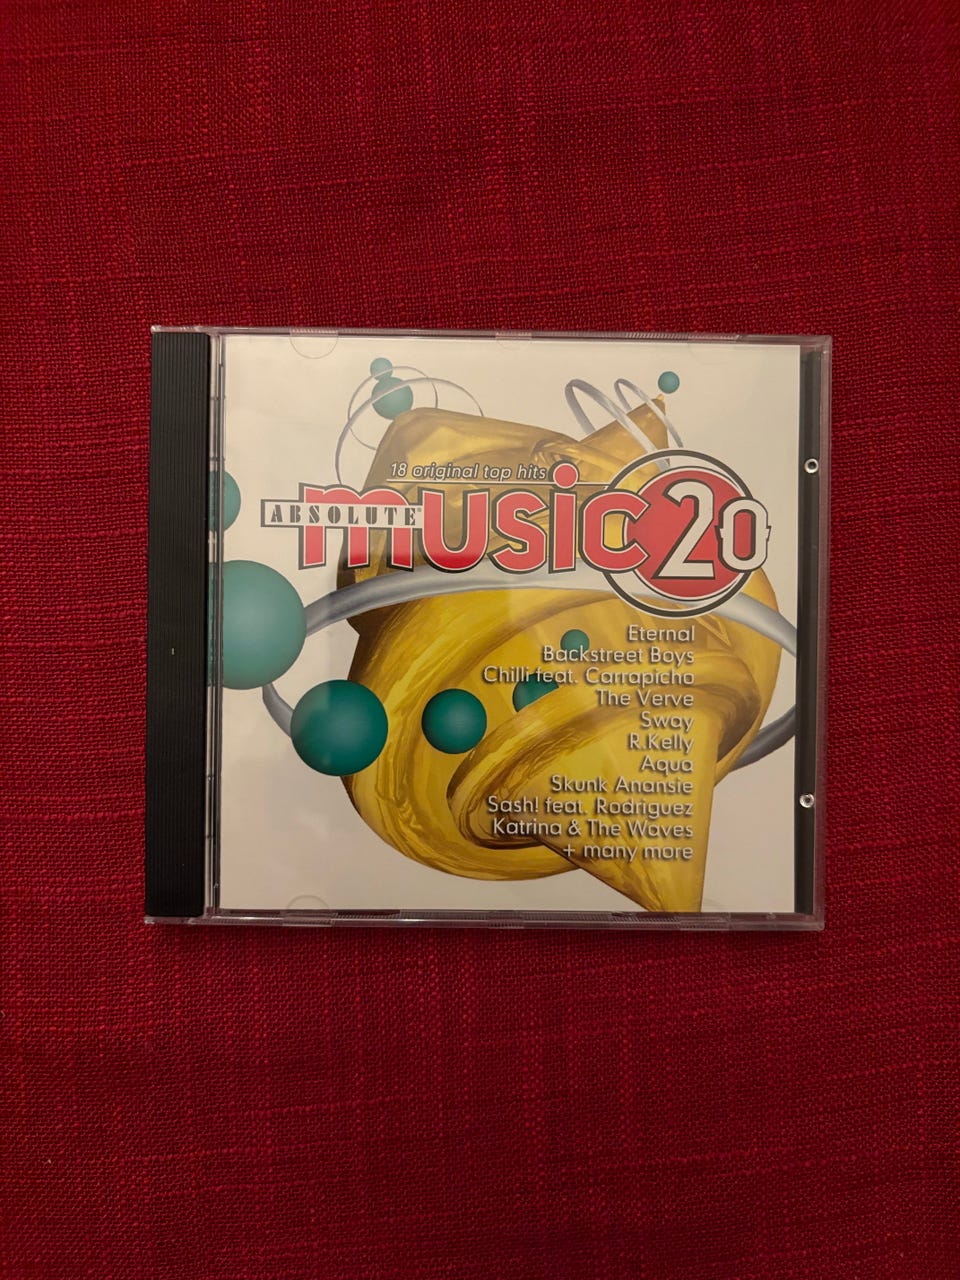 18 original top hits
ABSOLUTE® music 20
Eternal
Backstreet Boys
Chilli feat. Carrapicho
The Verve
Sway
R.Kelly
Aqua
Skunk Anansie
Sash! feat. Rodriguez
Katrina & The Waves
+ many more